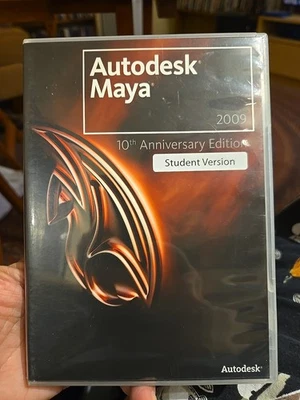 Autodesk®
Maya®
2009
10th Anniversary Edition
Student Version
Autodesk®